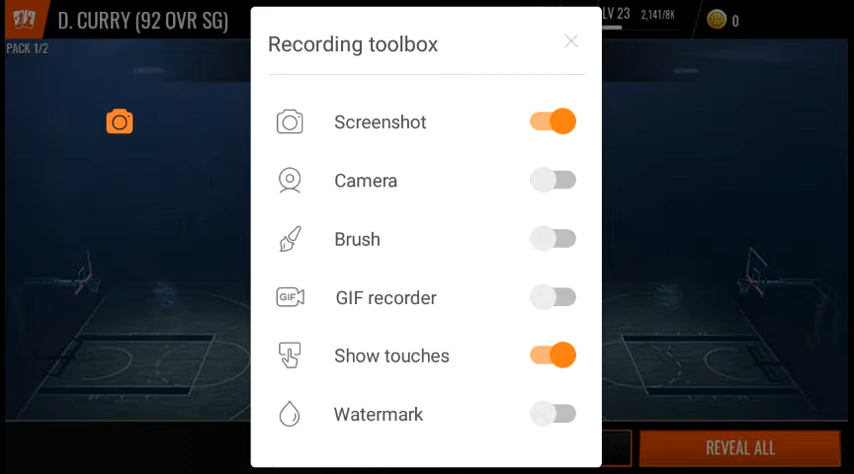 D. CURRY (92 OVR SG)
LV 23
2,141/8K
0
PACK 1/2
Recording toolbox
Screenshot
Camera
Brush
GIF
GIF recorder
Show touches
Watermark
REVEAL ALL